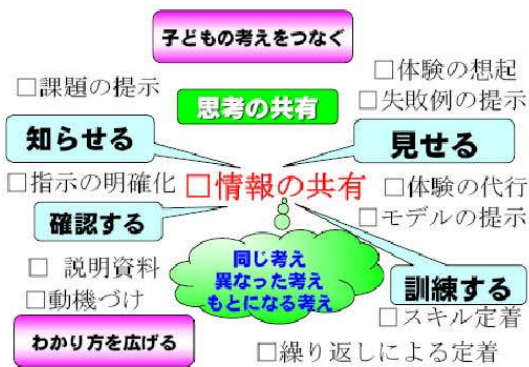 子どもの考えをつなぐ
□体験の想起
□課題の提示
思考の共有
□失敗例の提示
知らせる
見せる
□指示の明確化
□情報の共有
□体験の代行
確認する
□モデルの提示
同じ考え
異なった考え
もとになる考え
□ 説明資料
訓練する
□動機づけ
□スキル定着
わかり方を広げる
□繰り返しによる定着